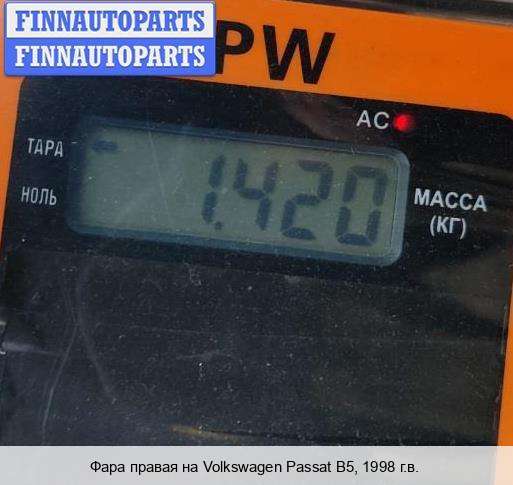 FINNAUTOPARTS
FINNAUTOPARTS
PW
AC
ТАРА
1.420
НОЛЬ
МАССА
(КГ)
Фара правая на Volkswagen Passat B5, 1998 г.в.